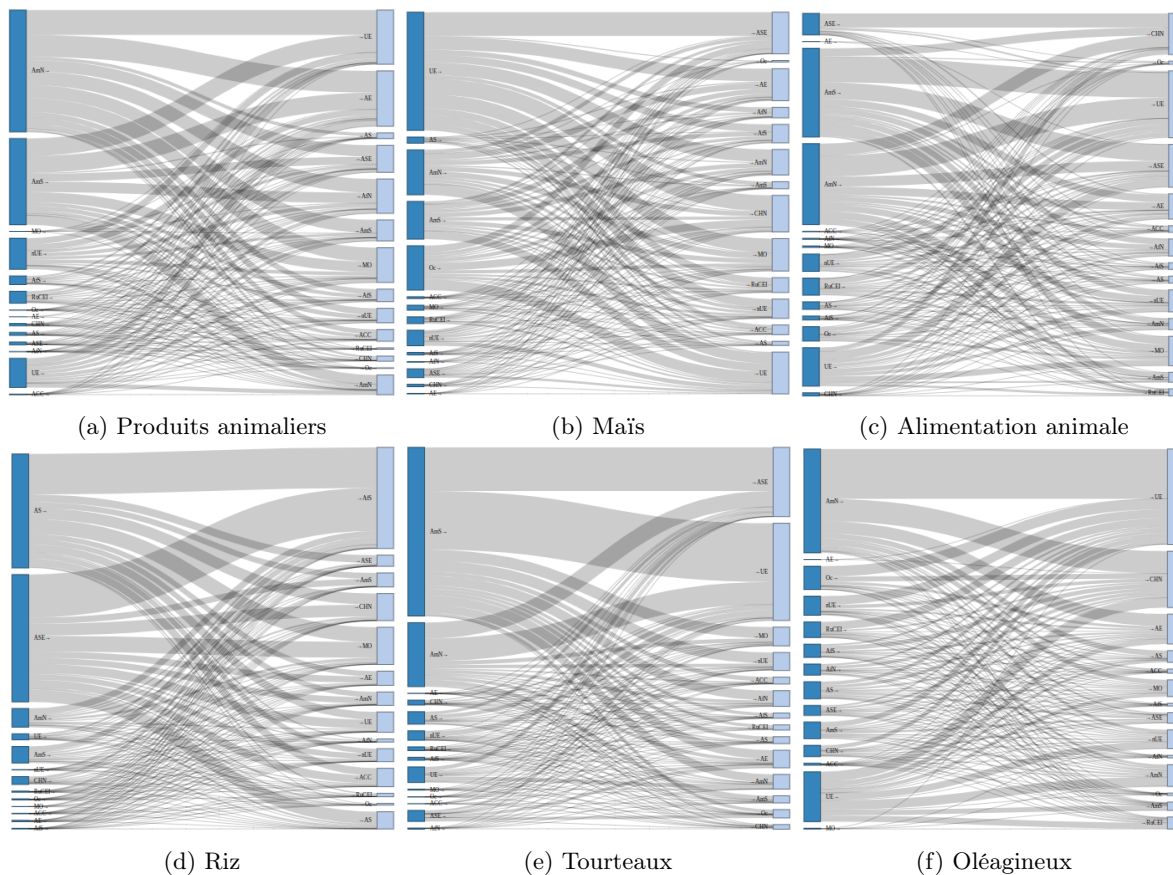 AmN→
AmS→
MO→
nUE→
AfS→
RuCEI→
Oc→
AE→
CHN→
AS→
ASE→
AfN→
UE→
ACC→
→UE
→AE
→AS
→ASE
→AfN
→AmS
→MO
→AfS
→nUE
→ACC
→RuCEI
→CHN
→Oc
→AmN
(a) Produits animaliers
UE→
AS→
AmN→
AmS→
Oc→
ACC→
MO→
RuCEI→
nUE→
AfS→
AfN→
ASE→
CHN→
AE→
→ASE
→Oc
→AE
→AfN
→AfS
→AmN
→AmS
→CHN
→MO
→RuCEI
→nUE
→ACC
→AS
→UE
(b) Maïs
ASE→
AE→
AmS→
AmN→
ACC→
AfN→
MO→
nUE→
RuCEI→
AS→
AfS→
Oc→
UE→
CHN→
→CHN
→Oc
→UE
→ASE
→AE
→ACC
→AfN
→AfS
→AS
→nUE
→AmN
→MO
→AmS
→RuCEI
(c) Alimentation animale
AS→
ASE→
AmN→
UE→
AmS→
nUE→
CHN→
RuCEI→
Oc→
MO→
ACC→
AE→
AfS→
→AfS
→ASE
→AmS
→CHN
→MO
→AE
→AmN
→UE
→AfN
→nUE
→ACC
→RuCEI
→Oc
→AS
(d) Riz
AmS→
AmN→
AE→
CHN→
AS→
nUE→
RuCEI→
AfS→
UE→
MO→
Oc→
ACC→
ASE→
AfN→
→ASE
→UE
→MO
→nUE
→ACC
→AfN
→AfS
→RuCEI
→AS
→AE
→AmN
→AmS
→Oc
→CHN
(e) Tourteaux
AmN→
AE→
Oc→
nUE→
RuCEI→
AfS→
AfN→
AS→
ASE→
AmS→
CHN→
ACC→
UE→
MO→
→UE
→CHN
→AE
→AS
→ACC
→MO
→AfS
→ASE
→nUE
→AfN
→AmN
→Oc
→AmS
→RuCEI
(f) Oléagineux